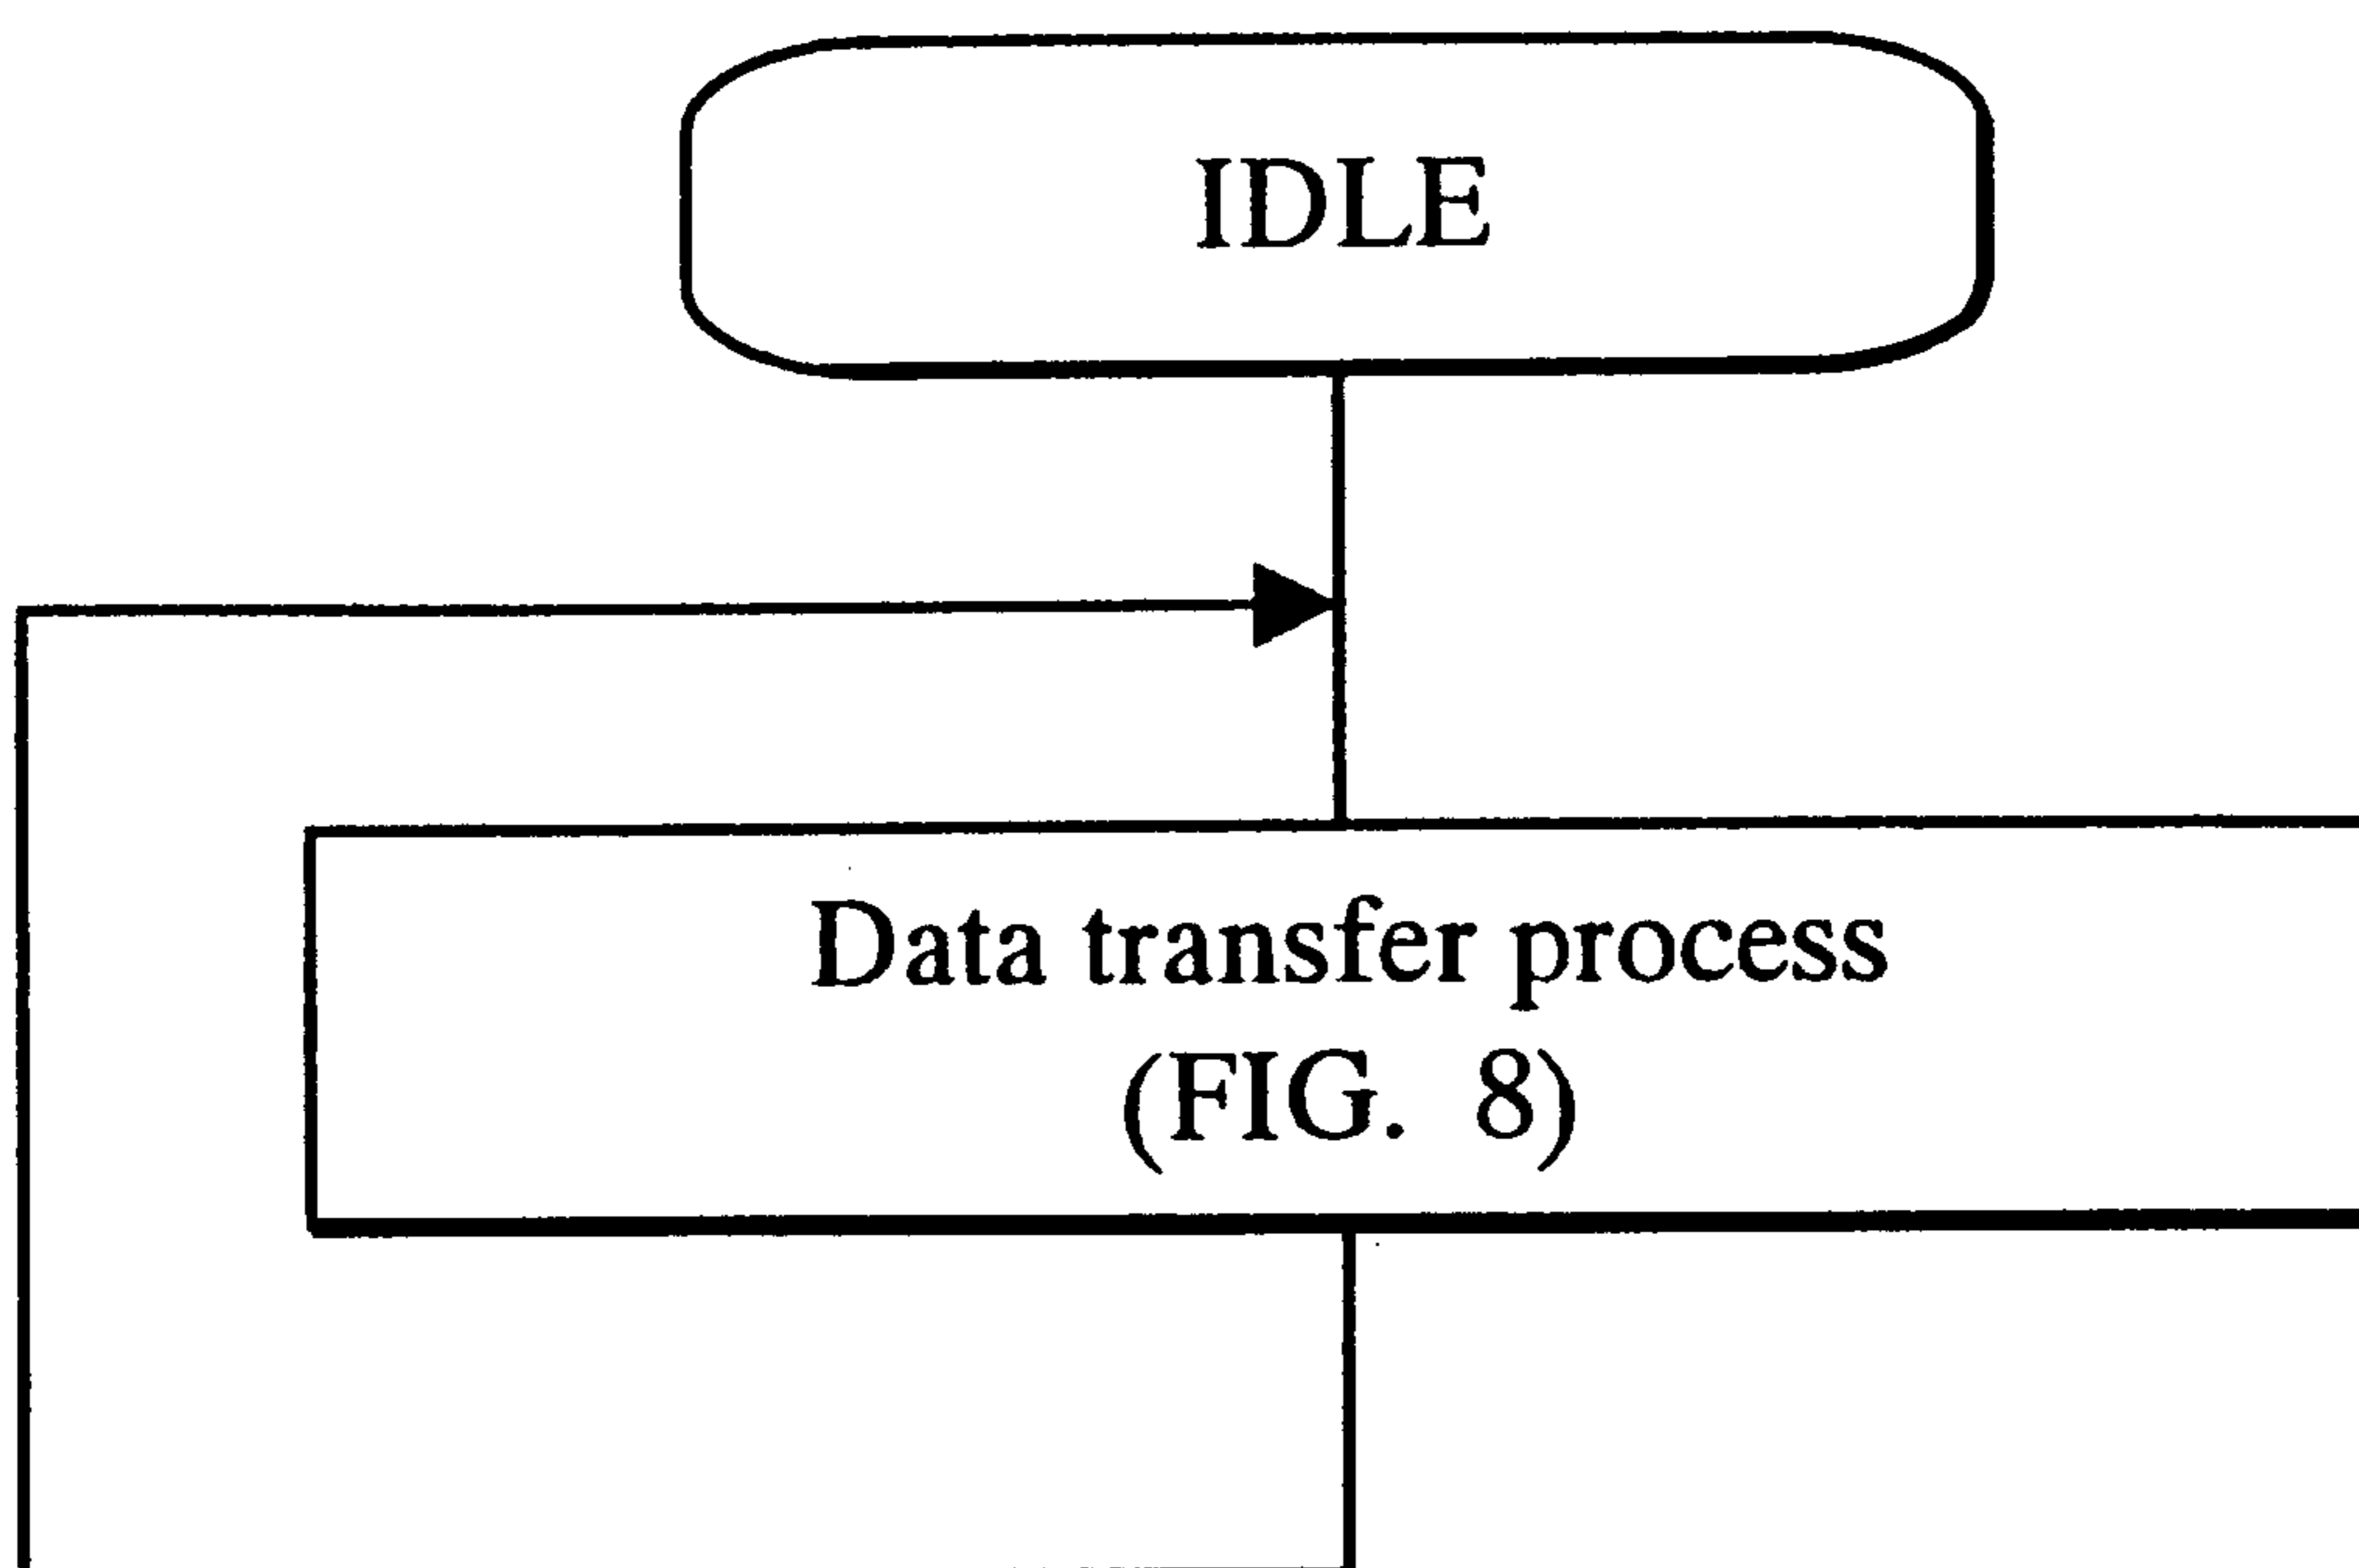 IDLE
Data transfer process
(FIG. 8)